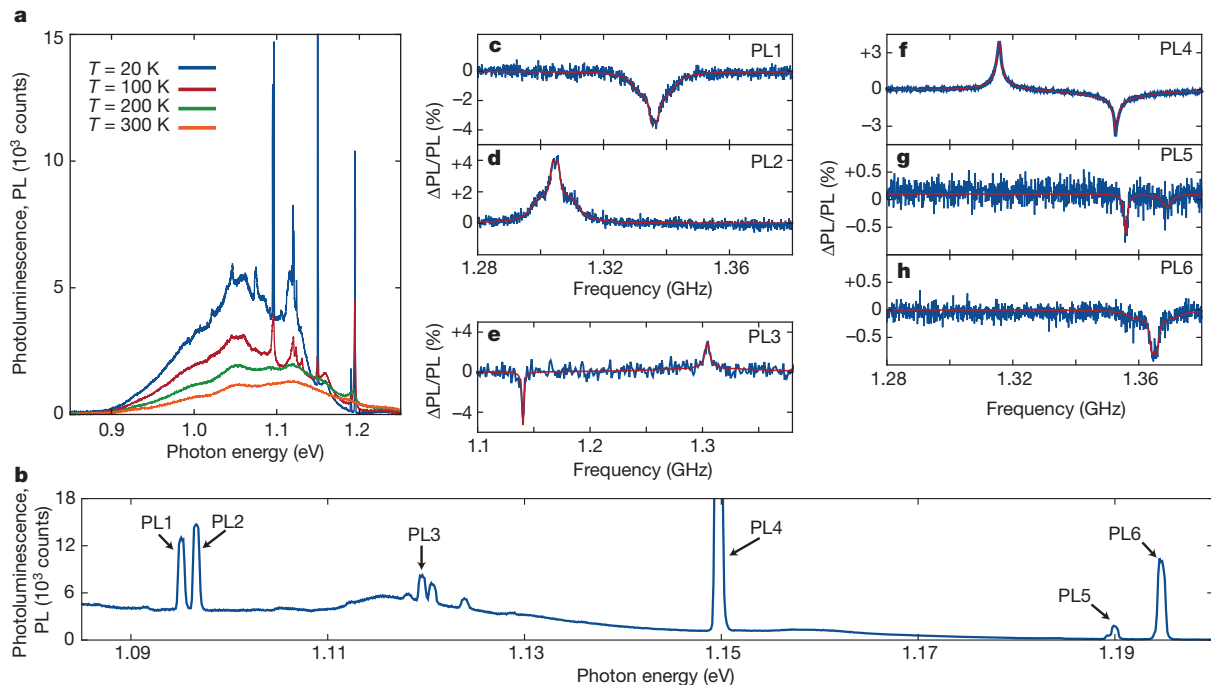 a
Photoluminescence, PL (10³ counts)
15
10
5
0
T = 20 K
T = 100 K
T = 200 K
T = 300 K
0.9 1.0 1.1 1.2
Photon energy (eV)
c PL1
0
−2
−4
ΔPL/PL (%)
d PL2
+4
+2
0
1.28 1.32 1.36
Frequency (GHz)
e PL3
ΔPL/PL (%)
+4
0
−4
1.1 1.2 1.3
Frequency (GHz)
f PL4
+3
0
−3
ΔPL/PL (%)
g PL5
+0.5
0
−0.5
h PL6
0
−0.5
1.28 1.32 1.36
Frequency (GHz)
b
Photoluminescence,
PL (10³ counts)
18
12
6
0
PL1 PL2 PL3 PL4 PL5 PL6
1.09 1.11 1.13 1.15 1.17 1.19
Photon energy (eV)